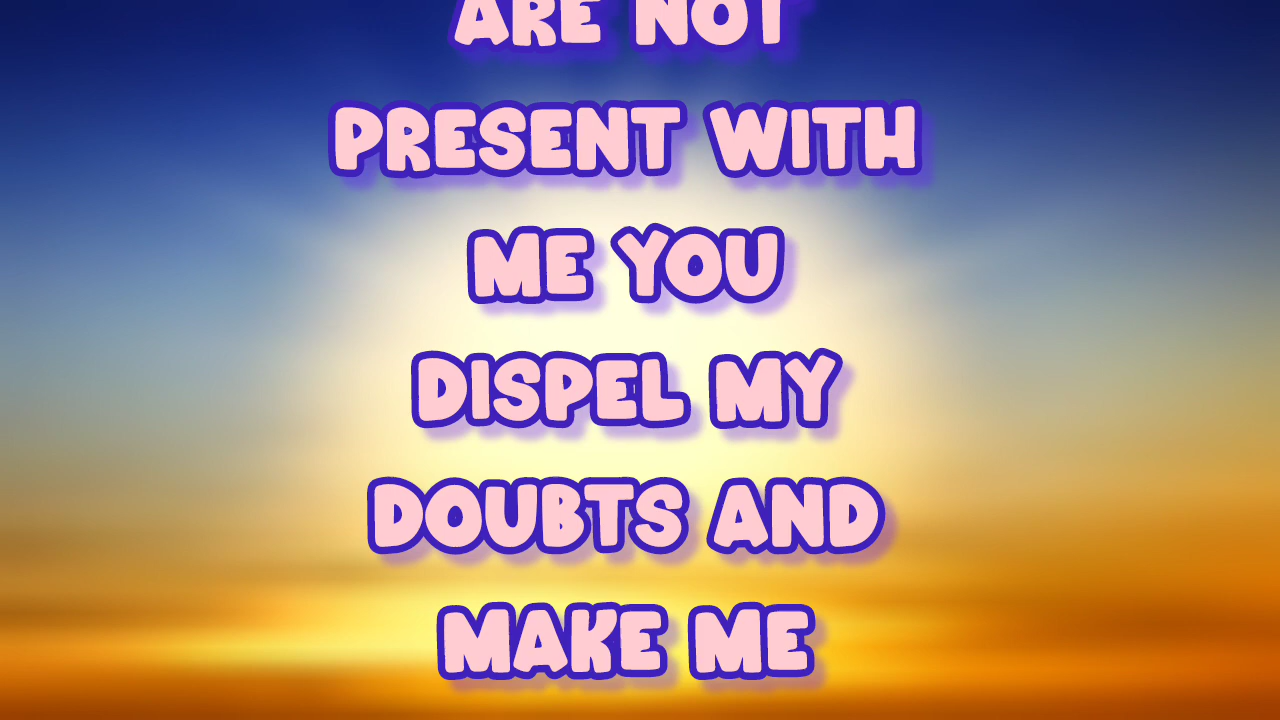 ARE NOT
PRESENT WITH
ME YOU
DISPEL MY
DOUBTS AND
MAKE ME